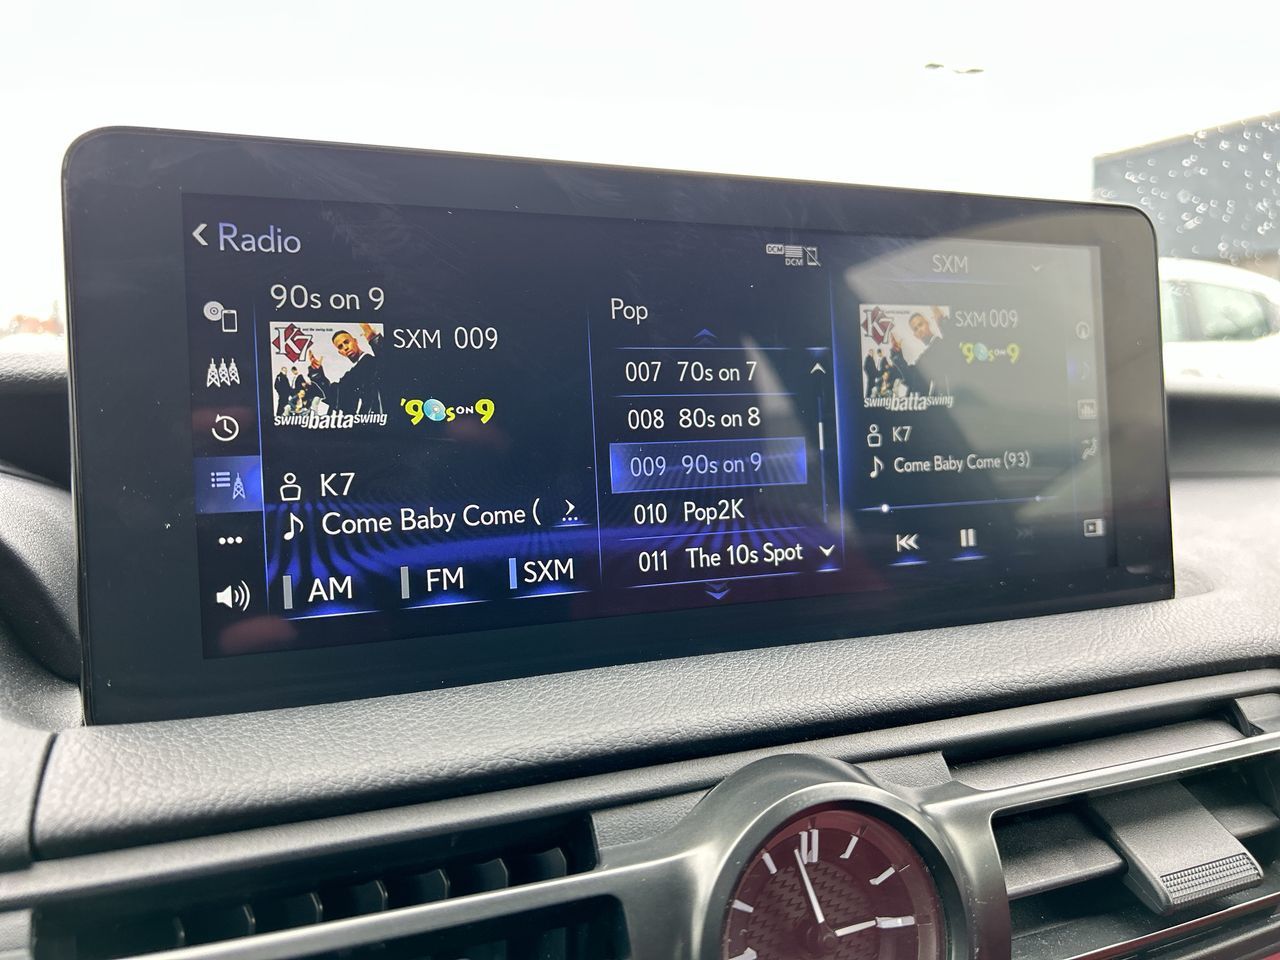 Radio
90s on 9
K7
SXM 009
swingbattaswing
'90s ON 9
K7
Come Baby Come (
AM
FM
SXM
DCM
DCM
Pop
007 70s on 7
008 80s on 8
009 90s on 9
010 Pop2K
011 The 10s Spot
SXM
K7
SXM 009
'90s ON 9
swingbattaswing
K7
Come Baby Come (93)